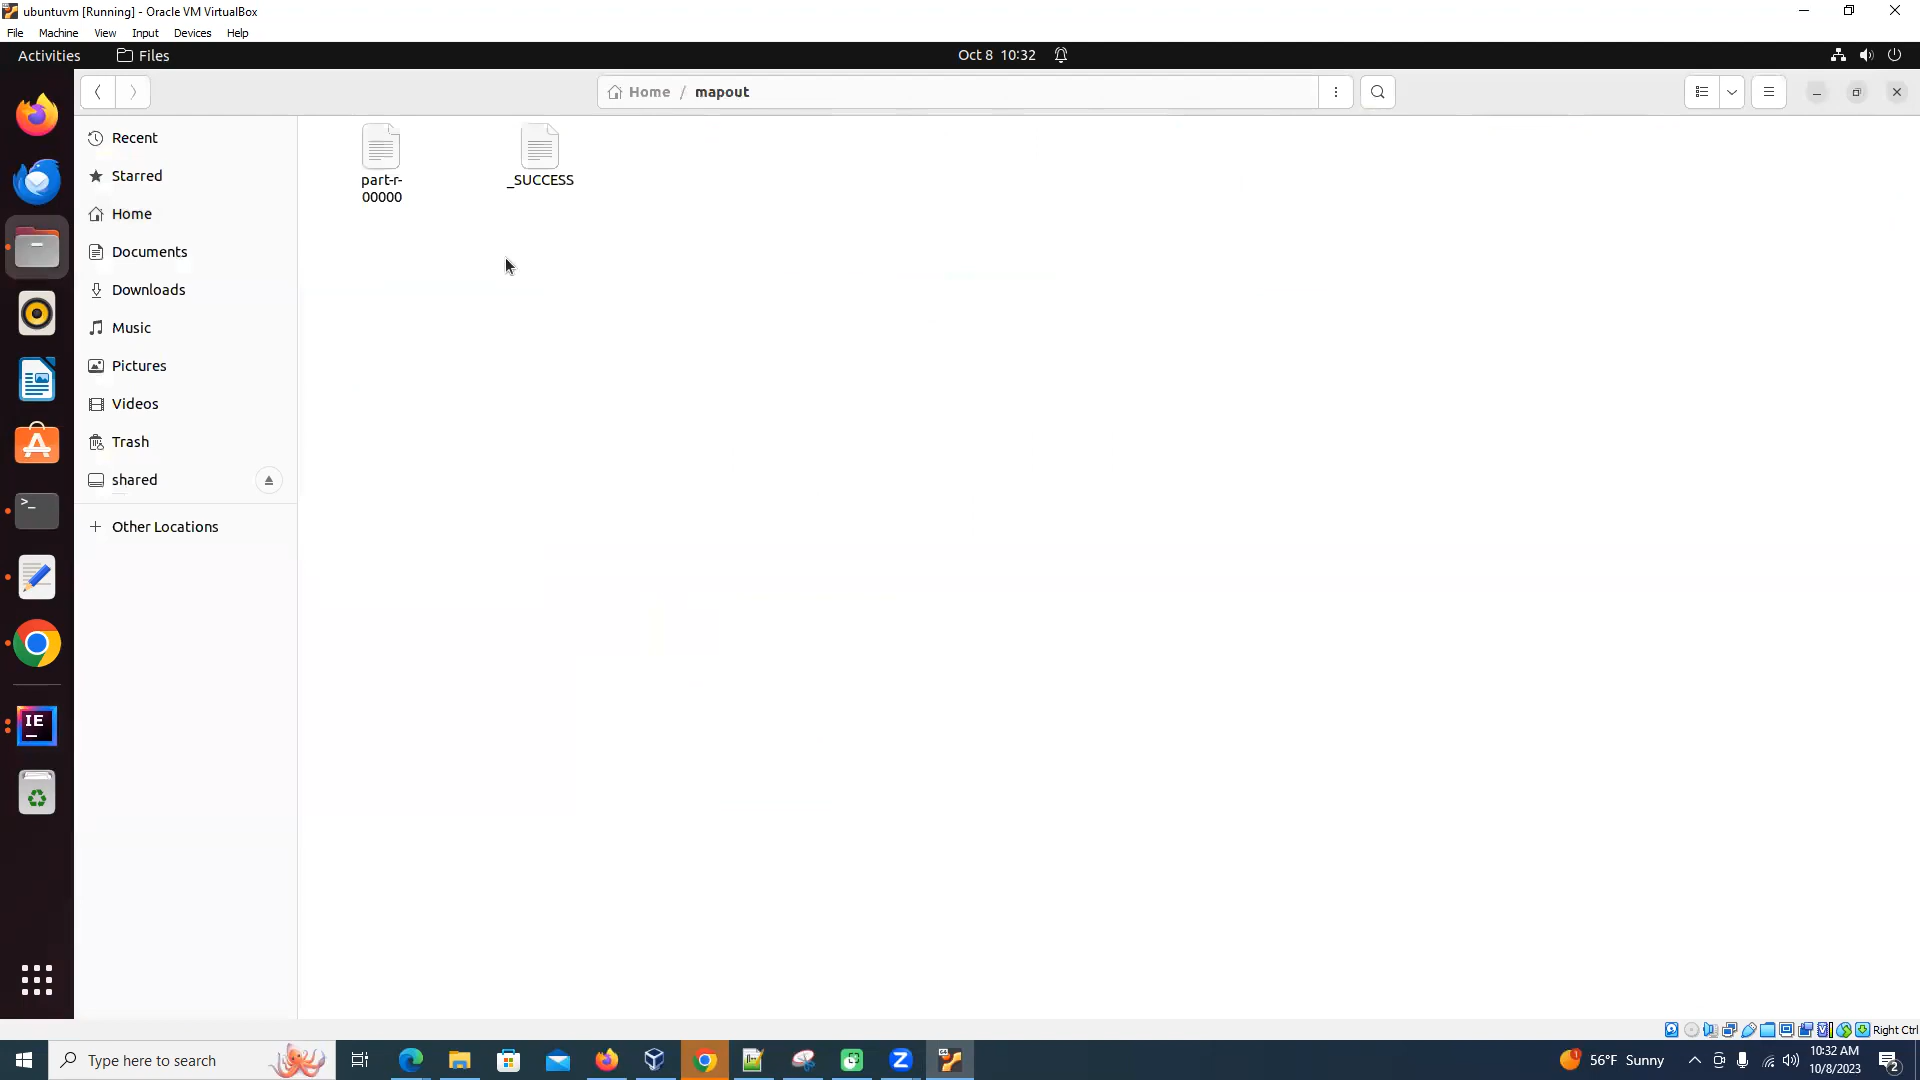 ubuntuvm [Running] - Oracle VM VirtualBox
File Machine View Input Devices Help
Activities Files Oct 8 10:32
Home / mapout
Recent
Starred
Home
Documents
Downloads
Music
Pictures
Videos
Trash
shared
+ Other Locations
part-r-
00000
_SUCCESS
>_
IE
Right Ctrl
Type here to search
56°F Sunny
10:32 AM
10/8/2023
2